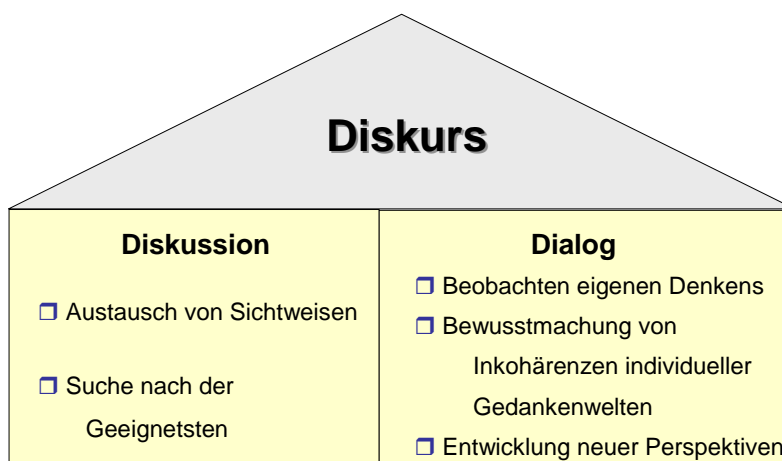 Diskurs
Diskussion
❒ Austausch von Sichtweisen
❒ Suche nach der
Geeignetsten
Dialog
❒ Beobachten eigenen Denkens
❒ Bewusstmachung von
Inkohärenzen individueller
Gedankenwelten
❒ Entwicklung neuer Perspektiven